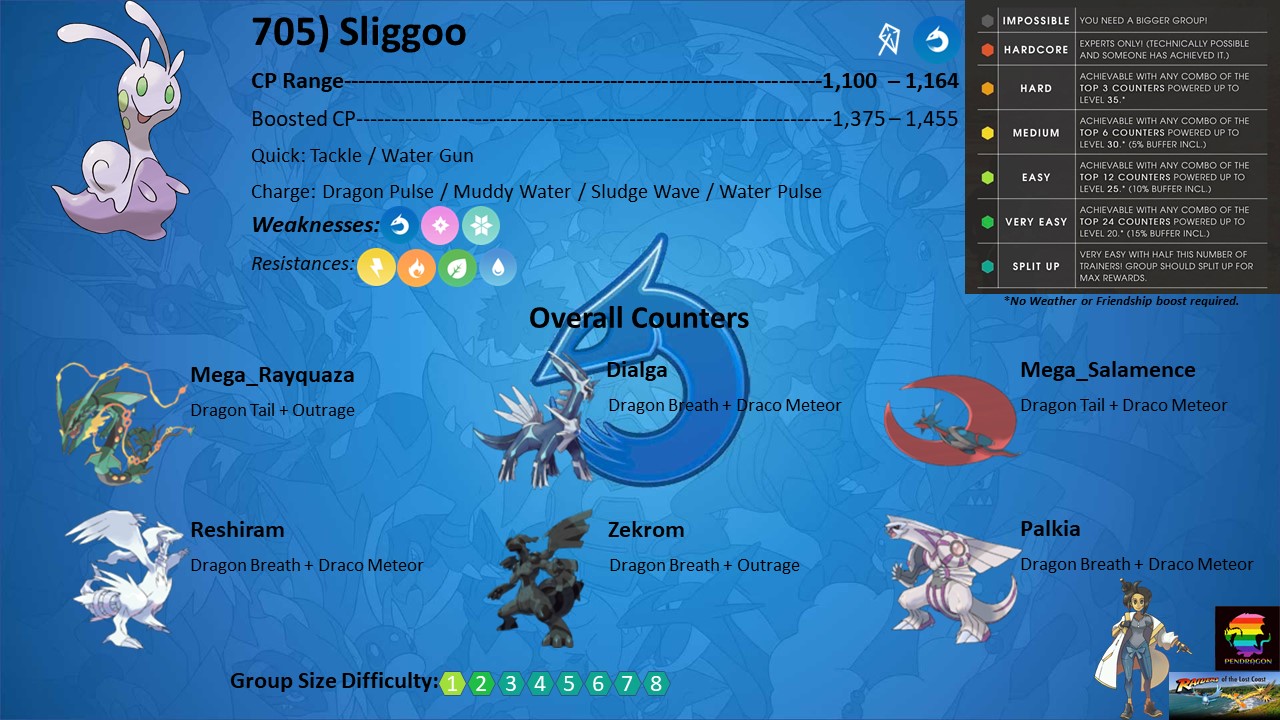 705) Sliggoo
CP Range---------------------------------------------------------------------1,100 – 1,164
Boosted CP--------------------------------------------------------------------1,375 – 1,455
Quick: Tackle / Water Gun
Charge: Dragon Pulse / Muddy Water / Sludge Wave / Water Pulse
Weaknesses:
Resistances:
IMPOSSIBLE YOU NEED A BIGGER GROUP!
HARDCORE EXPERTS ONLY! (TECHNICALLY POSSIBLE
AND SOMEONE HAS ACHIEVED IT.)
HARD ACHIEVABLE WITH ANY COMBO OF THE
TOP 3 COUNTERS POWERED UP TO
LEVEL 35.*
MEDIUM ACHIEVABLE WITH ANY COMBO OF THE
TOP 6 COUNTERS POWERED UP TO
LEVEL 30.* (5% BUFFER INCL.)
EASY ACHIEVABLE WITH ANY COMBO OF THE
TOP 12 COUNTERS POWERED UP TO
LEVEL 25.* (10% BUFFER INCL.)
VERY EASY ACHIEVABLE WITH ANY COMBO OF THE
TOP 24 COUNTERS POWERED UP TO
LEVEL 20.* (15% BUFFER INCL.)
SPLIT UP VERY EASY WITH HALF THIS NUMBER OF
TRAINERS! GROUP SHOULD SPLIT UP FOR
MAX REWARDS.
*No Weather or Friendship boost required.
Overall Counters
Mega_Rayquaza
Dragon Tail + Outrage
Dialga
Dragon Breath + Draco Meteor
Mega_Salamence
Dragon Tail + Draco Meteor
Reshiram
Dragon Breath + Draco Meteor
Zekrom
Dragon Breath + Outrage
Palkia
Dragon Breath + Draco Meteor
Group Size Difficulty: 1 2 3 4 5 6 7 8
PENDRAGON
RAIDERS of the Lost Coast